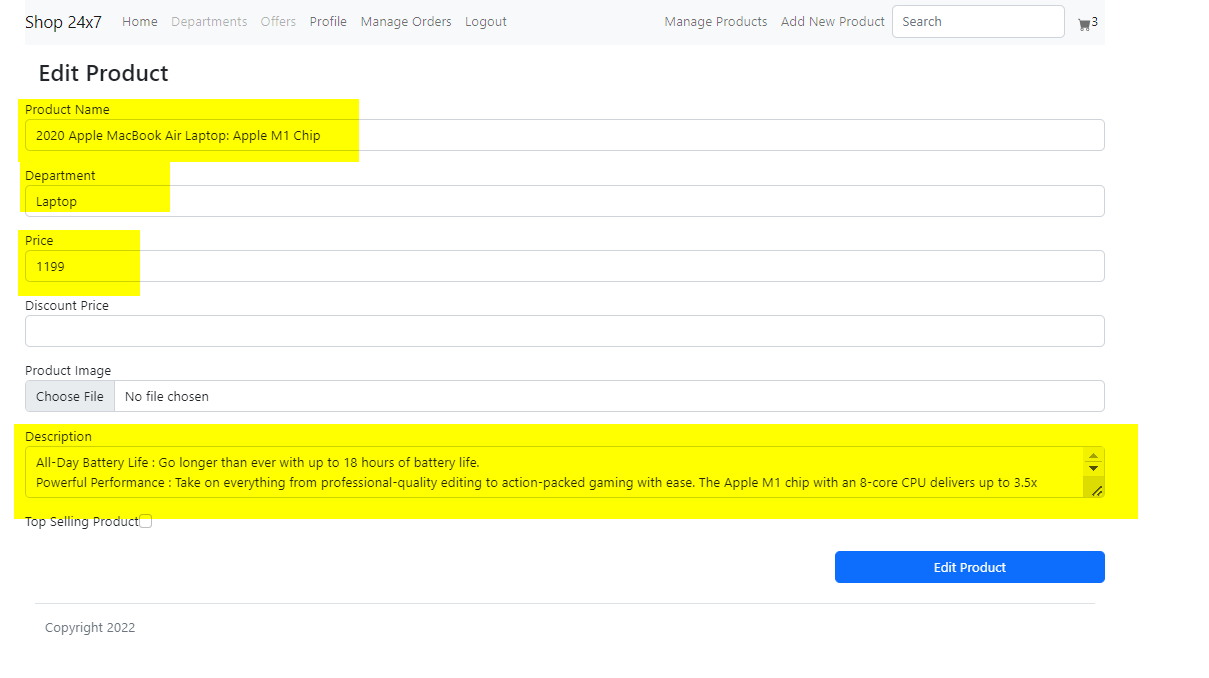 Shop 24x7 Home Departments Offers Profile Manage Orders Logout Manage Products Add New Product Search 3
Edit Product
Product Name
2020 Apple MacBook Air Laptop: Apple M1 Chip
Department
Laptop
Price
1199
Discount Price
Product Image
Choose File No file chosen
Description
All-Day Battery Life : Go longer than ever with up to 18 hours of battery life.
Powerful Performance : Take on everything from professional-quality editing to action-packed gaming with ease. The Apple M1 chip with an 8-core CPU delivers up to 3.5x
Top Selling Product
Edit Product
Copyright 2022